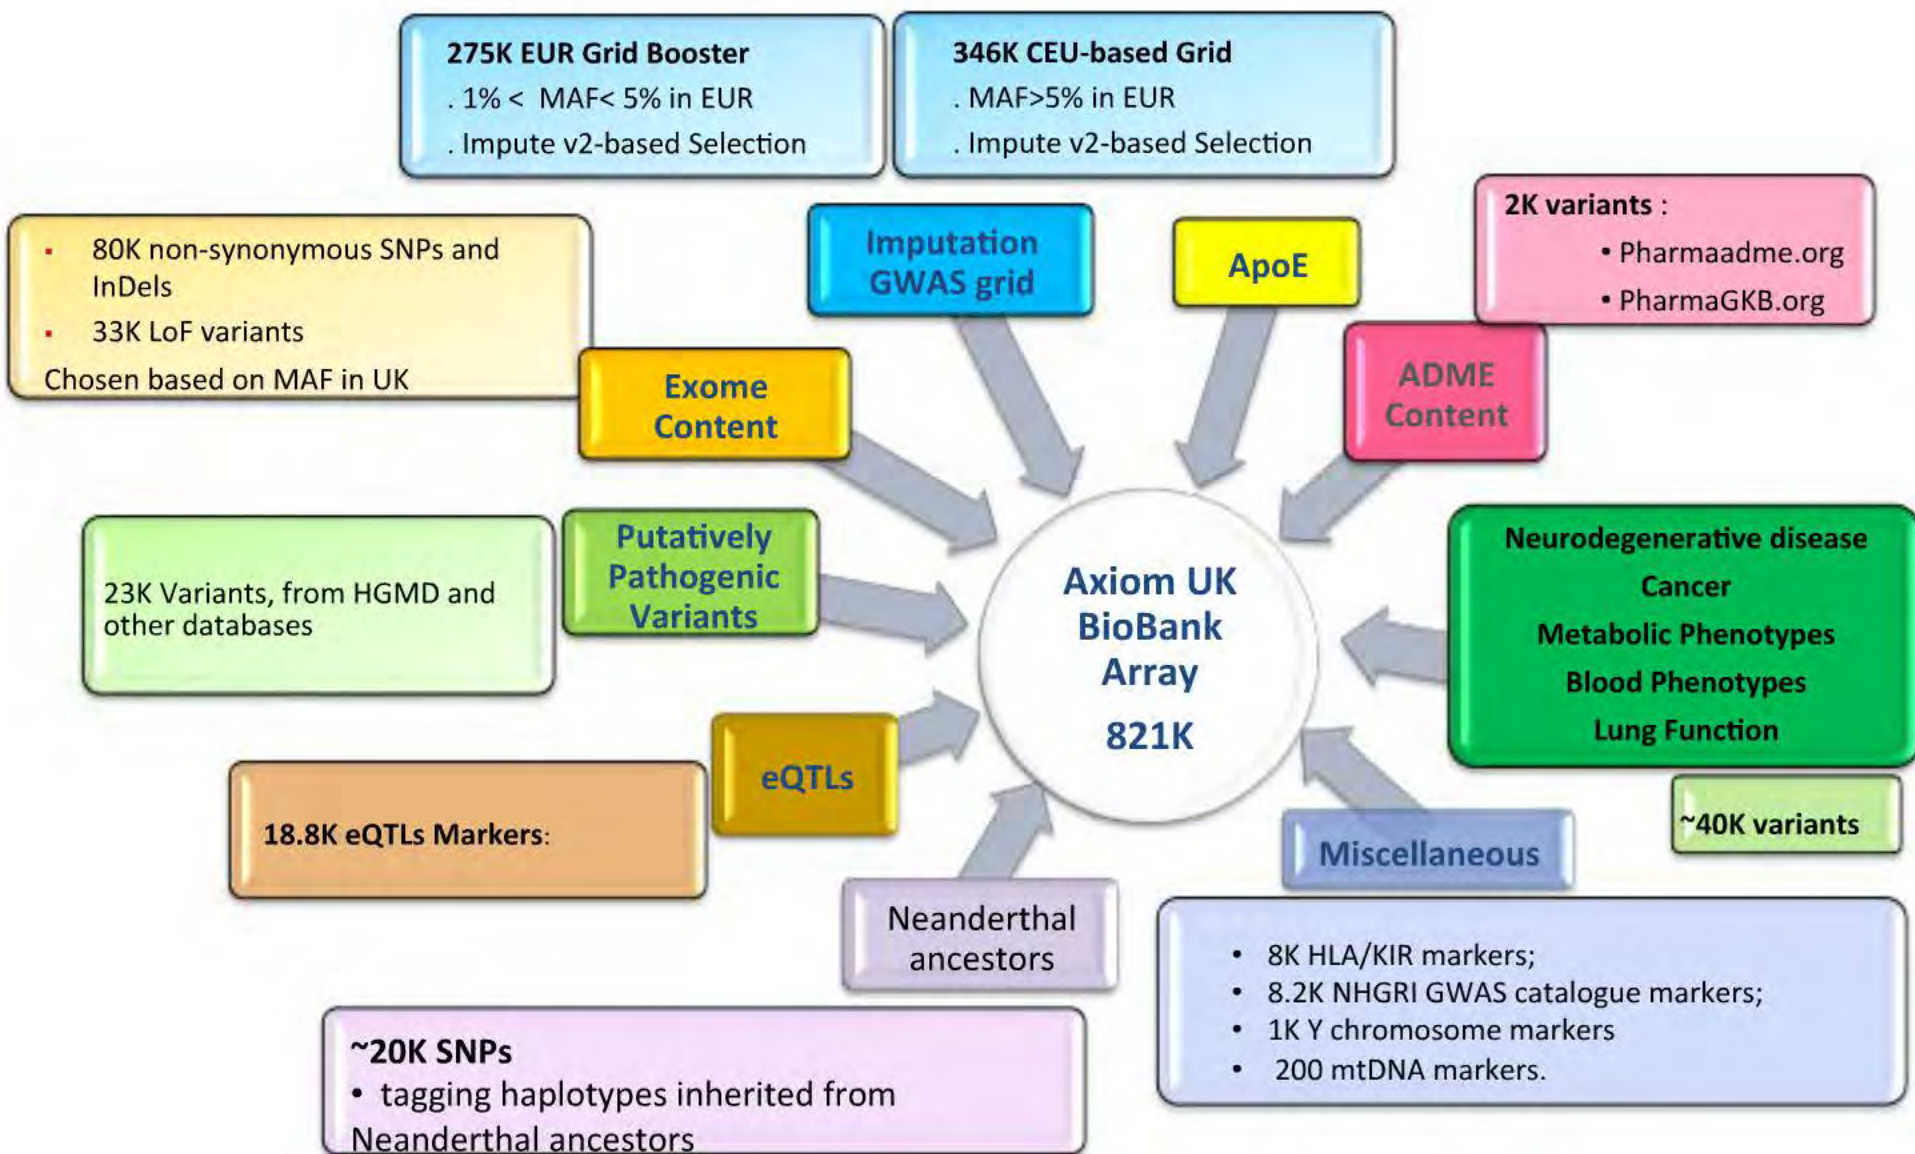 275K EUR Grid Booster
. 1% < MAF< 5% in EUR
. Impute v2-based Selection
346K CEU-based Grid
. MAF>5% in EUR
. Impute v2-based Selection
2K variants :
• Pharmaadme.org
• PharmaGKB.org
▪ 80K non-synonymous SNPs and
InDels
▪ 33K LoF variants
Chosen based on MAF in UK
Imputation
GWAS grid
ApoE
ADME
Content
Exome
Content
Putatively
Pathogenic
Variants
23K Variants, from HGMD and
other databases
Axiom UK
BioBank
Array
821K
Neurodegenerative disease
Cancer
Metabolic Phenotypes
Blood Phenotypes
Lung Function
~40K variants
eQTLs
18.8K eQTLs Markers:
Miscellaneous
Neanderthal
ancestors
• 8K HLA/KIR markers;
• 8.2K NHGRI GWAS catalogue markers;
• 1K Y chromosome markers
• 200 mtDNA markers.
~20K SNPs
• tagging haplotypes inherited from
Neanderthal ancestors